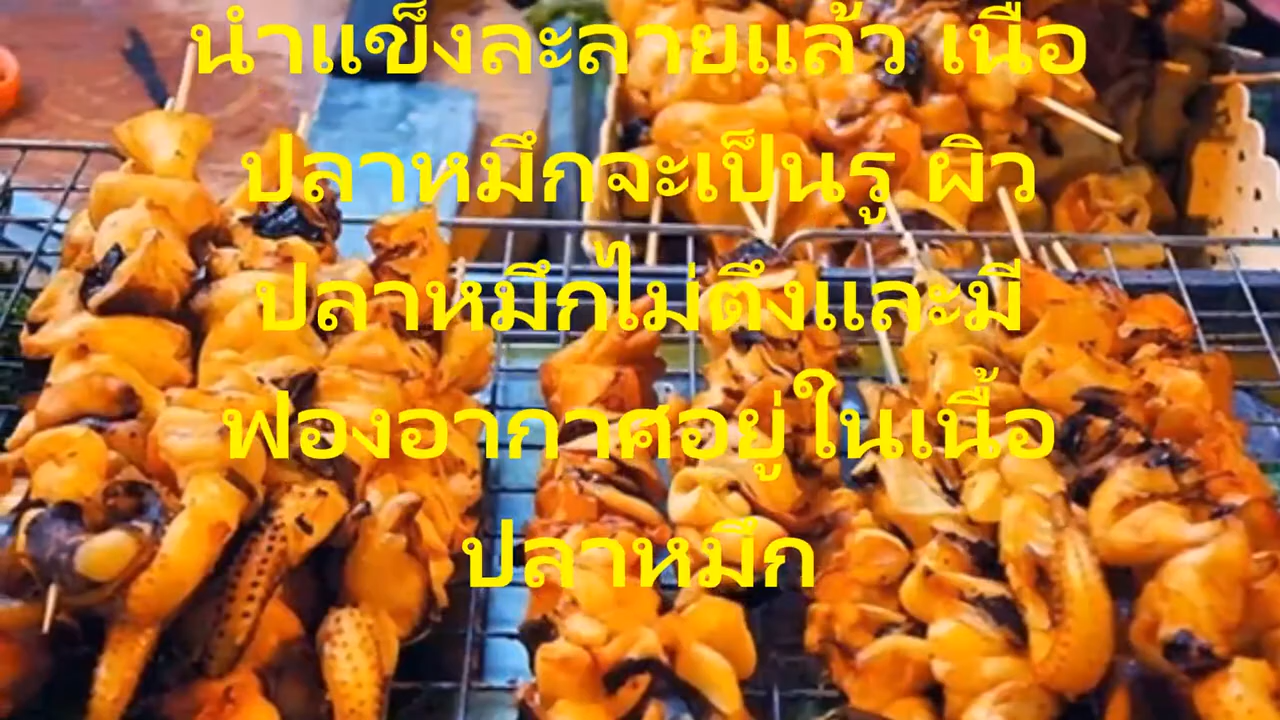 น้ำแข็งละลายแล้ว เนื้อ
ปลาหมึกจะเป็นรู ผิว
ปลาหมึกไม่ตึงและมี
ฟองอากาศอยู่ในเนื้อ
ปลาหมึก